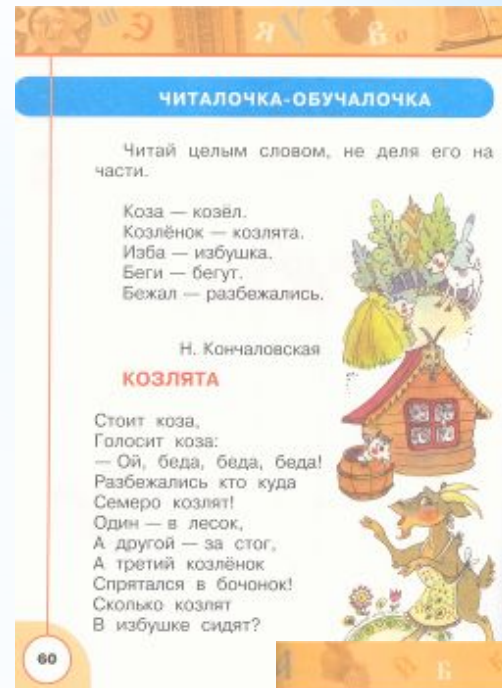 ЧИТАЛОЧКА-ОБУЧАЛОЧКА
Читай целым словом, не деля его на
части.
Коза — козёл.
Козлёнок — козлята.
Изба — избушка.
Беги — бегут.
Бежал — разбежались.
Н. Кончаловская
КОЗЛЯТА
Стоит коза,
Голосит коза:
— Ой, беда, беда, беда!
Разбежались кто куда
Семеро козлят!
Один — в лесок,
А другой — за стог,
А третий козлёнок
Спрятался в бочонок!
Сколько козлят
В избушке сидят?
60